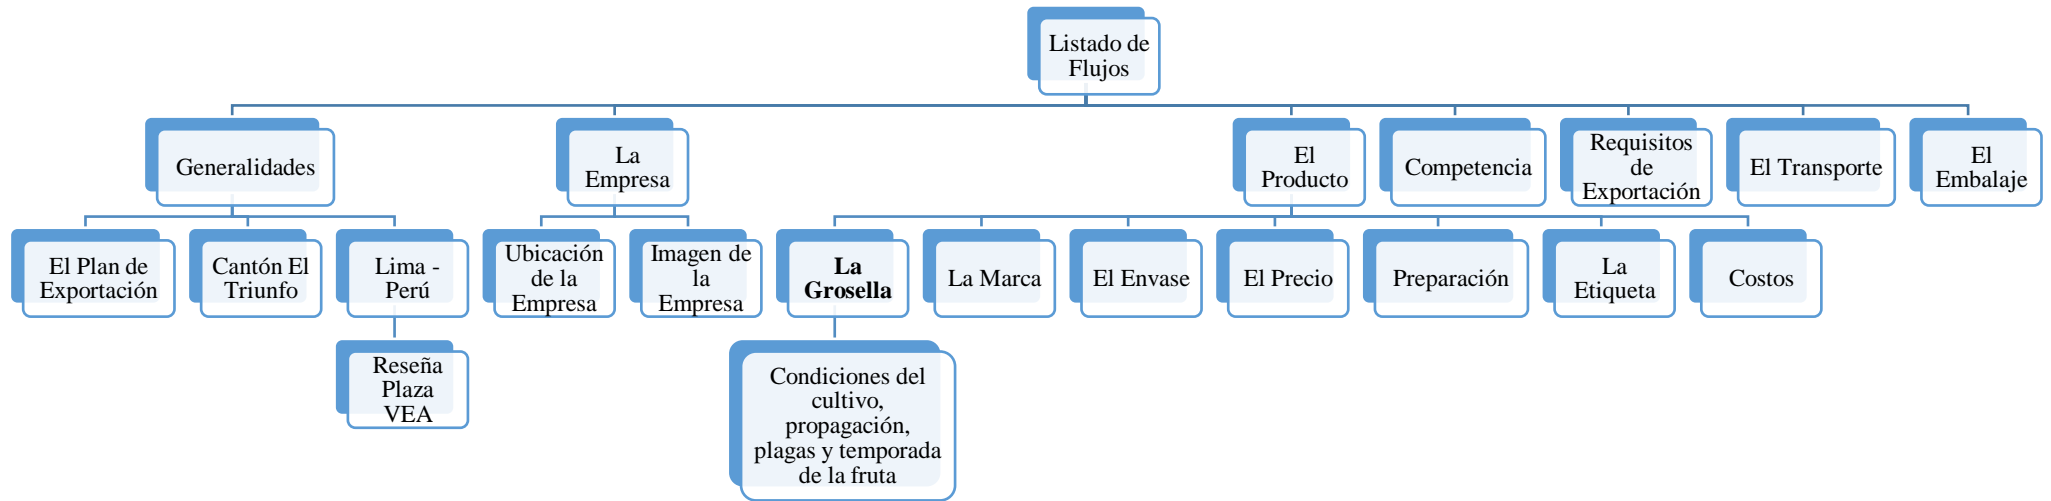 Listado de
Flujos
Generalidades
La
Empresa
El
Producto
Competencia
Requisitos
de
Exportación
El Transporte
El
Embalaje
El Plan de
Exportación
Cantón El
Triunfo
Lima -
Perú
Ubicación
de la
Empresa
Imagen de
la
Empresa
La
Grosella
La Marca
El Envase
El Precio
Preparación
La
Etiqueta
Costos
Reseña
Plaza
VEA
Condiciones del
cultivo,
propagación,
plagas y temporada
de la fruta